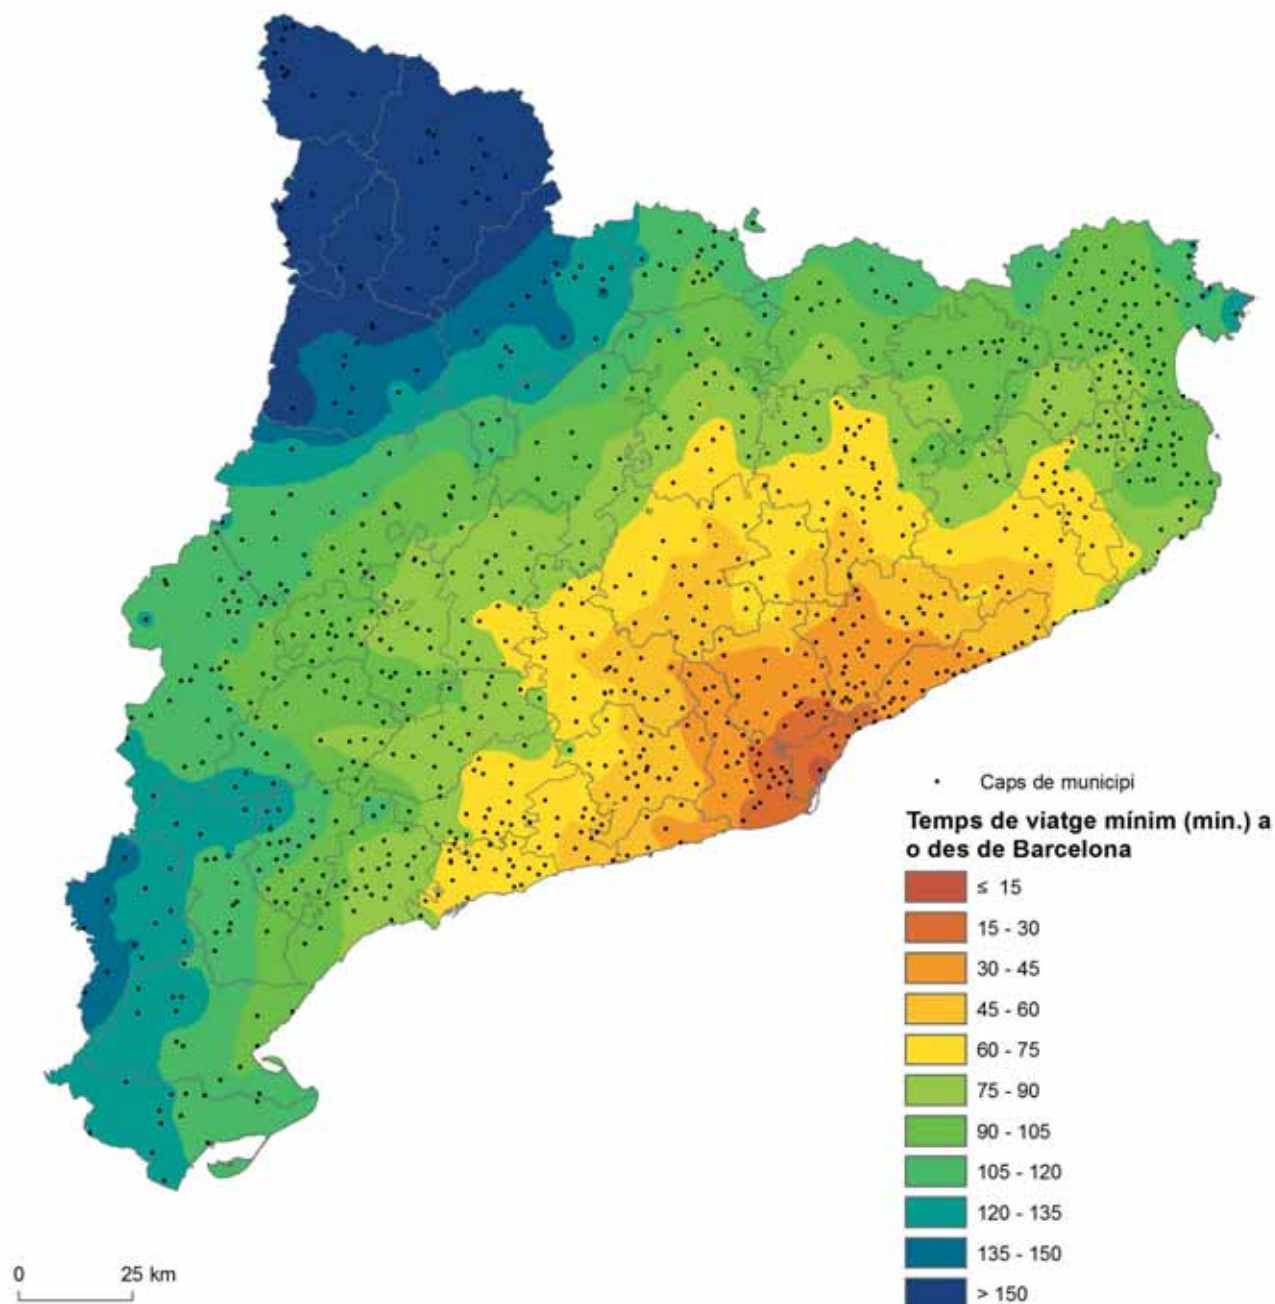 Caps de municipi
Temps de viatge mínim (min.) a
o des de Barcelona
≤ 15
15 - 30
30 - 45
45 - 60
60 - 75
75 - 90
90 - 105
105 - 120
120 - 135
135 - 150
> 150
0 25 km